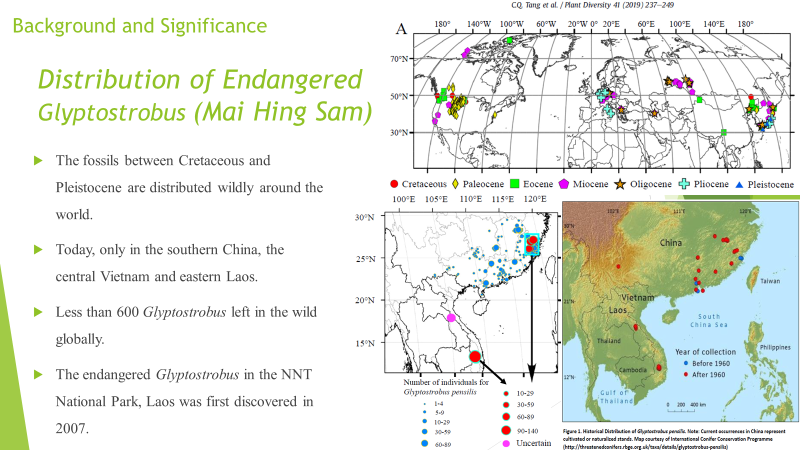 Background and Significance
Distribution of Endangered
Glyptostrobus (Mai Hing Sam)
The fossils between Cretaceous and
Pleistocene are distributed wildly around the
world.
Today, only in the southern China, the
central Vietnam and eastern Laos.
Less than 600 Glyptostrobus left in the wild
globally.
The endangered Glyptostrobus in the NNT
National Park, Laos was first discovered in
2007.
C.Q. Tang et al. / Plant Diversity 41 (2019) 237–249
A
180° 140°W 100°W 60°W 20°W 0° 20°E 60°E 100°E 140°E 180°
70°N
50°N
30°N
Cretaceous Paleocene Eocene Miocene Oligocene Pliocene Pleistocene
100°E 105°E 110°E 115°E 120°E
30°N
25°N
20°N
15°N
Number of individuals for
Glyptostrobus pensilis
1-4
5-9
10-29
30-59
60-89
10-29
30-59
60-89
90-140
Uncertain
China
Taiwan
Vietnam
Laos
South
China Sea
Thailand
Philippines
Cambodia
Gulf of
Thailand
Year of collection
Before 1960
After 1960
0 200 400 km
Figure 1. Historical Distribution of Glyptostrobus pensilis. Note: Current occurrences in China represent
cultivated or naturalized stands. Map courtesy of International Conifer Conservation Programme
(http://threatenedconifers.rbge.org.uk/taxa/details/glyptostrobus-pensilis)